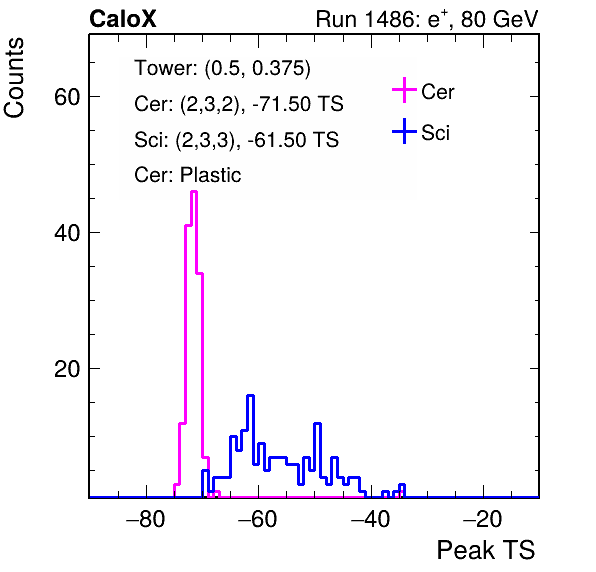 CaloX Run 1486: e⁺, 80 GeV
Counts
Tower: (0.5, 0.375)
Cer: (2,3,2), -71.50 TS
Sci: (2,3,3), -61.50 TS
Cer: Plastic
Cer
Sci
60
40
20
−80 −60 −40 −20
Peak TS